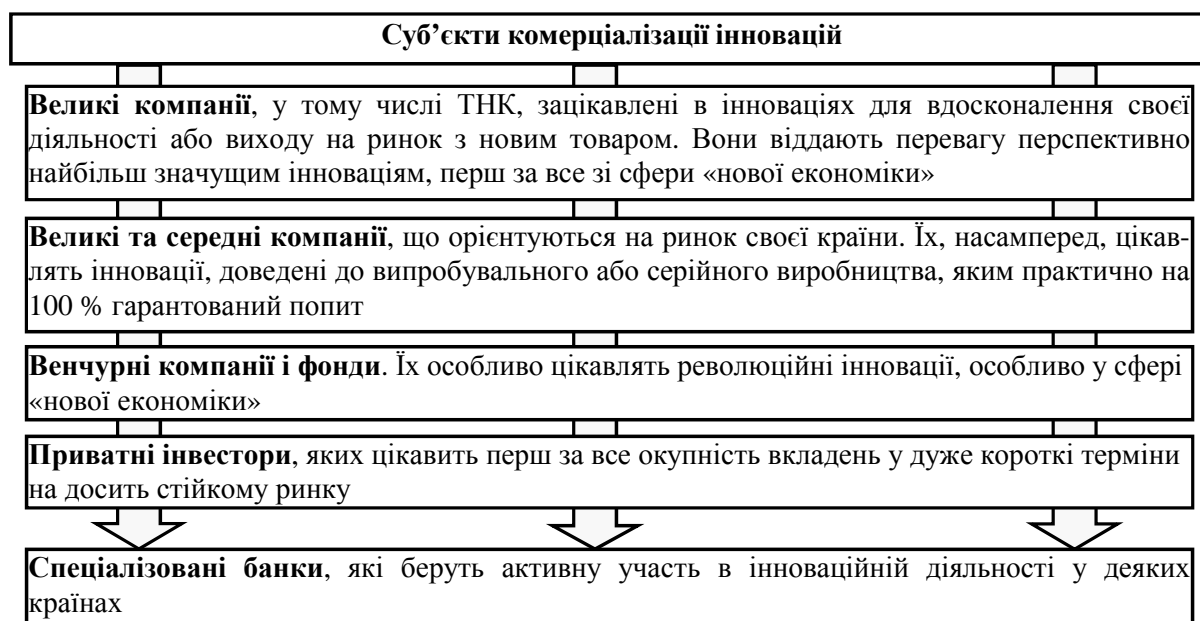 Суб’єкти комерціалізації інновацій
Великі компанії, у тому числі ТНК, зацікавлені в інноваціях для вдосконалення своєї
діяльності або виходу на ринок з новим товаром. Вони віддають перевагу перспективно
найбільш значущим інноваціям, перш за все зі сфери «нової економіки»
Великі та середні компанії, що орієнтуються на ринок своєї країни. Їх, насамперед, цікав-
лять інновації, доведені до випробувального або серійного виробництва, яким практично на
100 % гарантований попит
Венчурні компанії і фонди. Їх особливо цікавлять революційні інновації, особливо у сфері
«нової економіки»
Приватні інвестори, яких цікавить перш за все окупність вкладень у дуже короткі терміни
на досить стійкому ринку
Спеціалізовані банки, які беруть активну участь в інноваційній діяльності у деяких
країнах